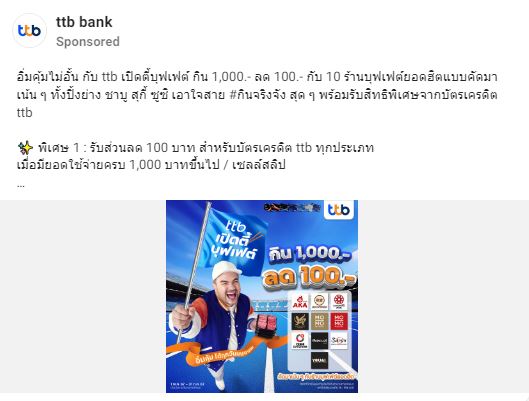 ttb bank
Sponsored
อิ่มคุ้มไม่อั้น กับ ttb เปิดตี้บุฟเฟต์ กิน 1,000.- ลด 100.- กับ 10 ร้านบุฟเฟต์ยอดฮิตแบบคัดมา
เน้น ๆ ทั้งปิ้งย่าง ชาบู สุกี้ ซูชิ เอาใจสาย #กินจริงจัง สุด ๆ พร้อมรับสิทธิพิเศษจากบัตรเครดิต
ttb
✨ พิเศษ 1 : รับส่วนลด 100 บาท สำหรับบัตรเครดิต ttb ทุกประเภท
เมื่อมียอดใช้จ่ายครบ 1,000 บาทขึ้นไป / เซลล์สลิป
...
ttb
ttb
เปิดตี้
บุฟเฟต์
กิน 1,000.-
ลด 100.-
AKA
MO
MO